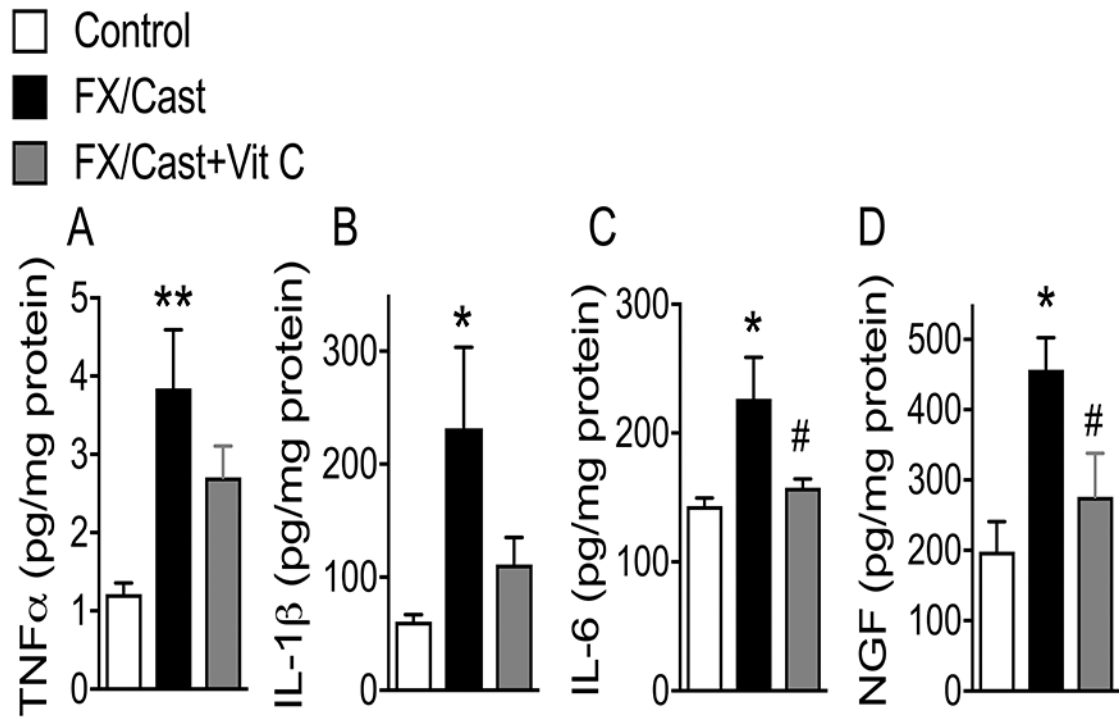 Control
FX/Cast
FX/Cast+Vit C
A
TNFα (pg/mg protein)
5
4
3
2
1
0
**
B
IL-1β (pg/mg protein)
300
200
100
0
*
C
IL-6 (pg/mg protein)
300
200
100
0
*
#
D
NGF (pg/mg protein)
500
400
300
200
100
0
*
#